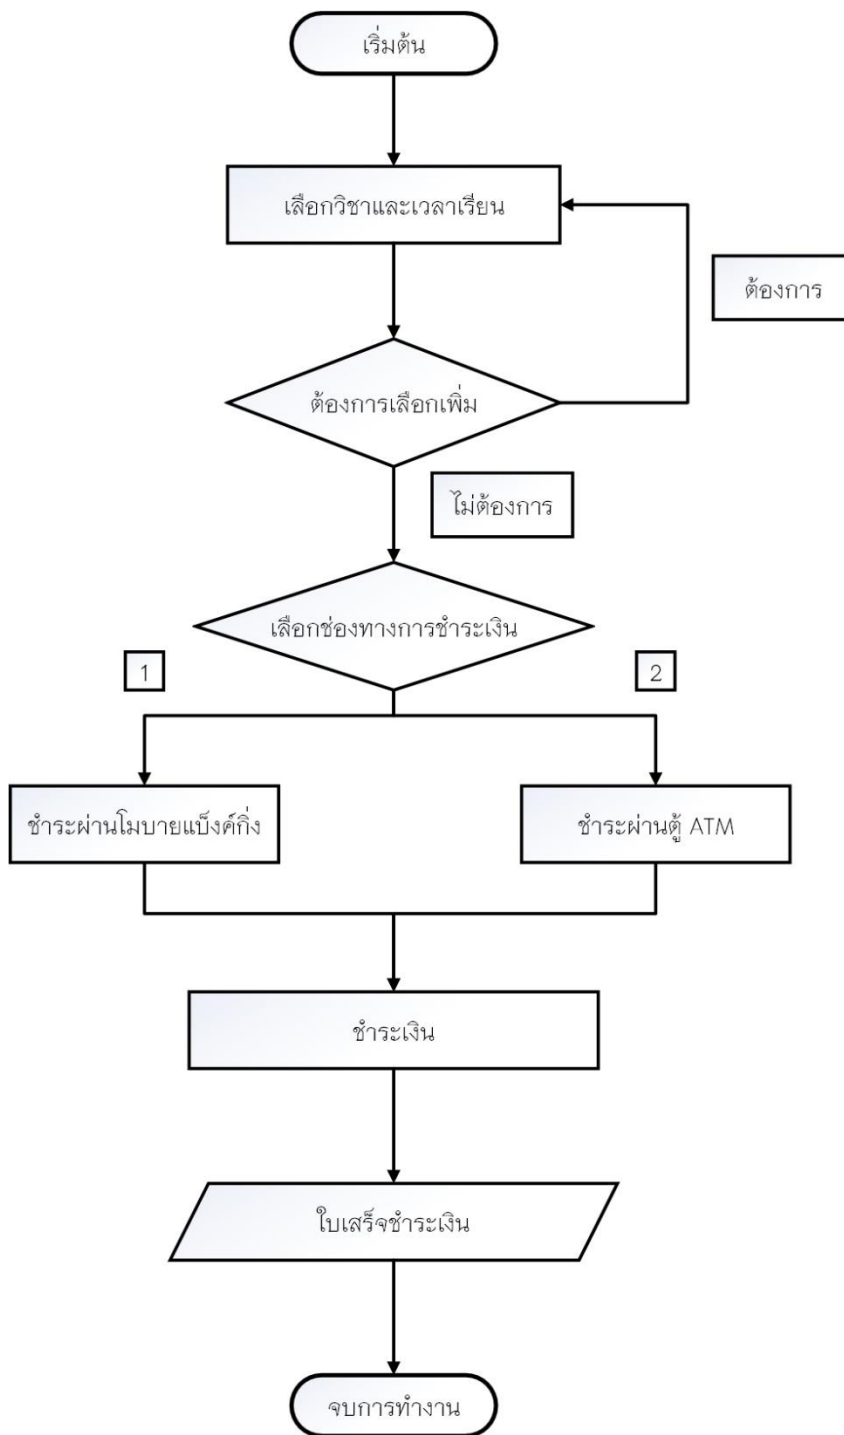 เริ่มต้น
เลือกวิชาและเวลาเรียน
ต้องการ
ต้องการเลือกเพิ่ม
ไม่ต้องการ
เลือกช่องทางการชำระเงิน
1
2
ชำระผ่านโมบายแบ็งค์กิ่ง
ชำระผ่านตู้ ATM
ชำระเงิน
ใบเสร็จชำระเงิน
จบการทำงาน